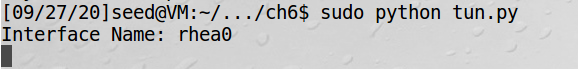 [09/27/20]seed@VM:~/.../ch6$ sudo python tun.py
Interface Name: rhea0